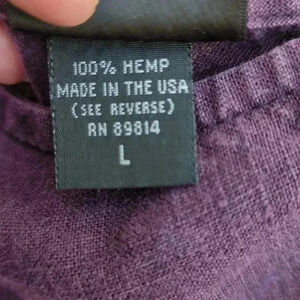 100% HEMP
MADE IN THE USA
(SEE REVERSE)
RN 89814
L